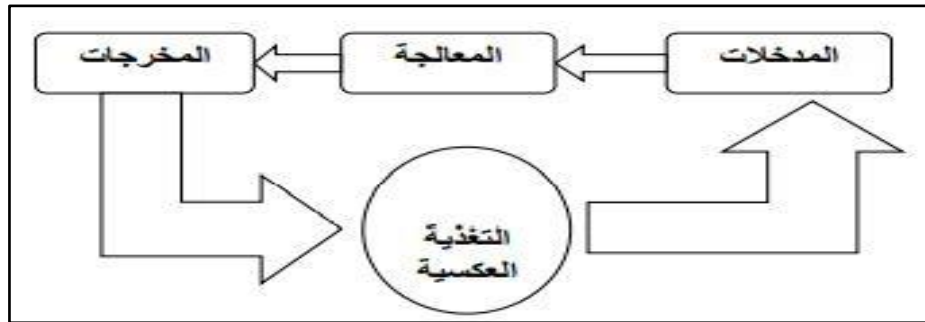 المدخلات
المعالجة
المخرجات
التغذية
العكسية